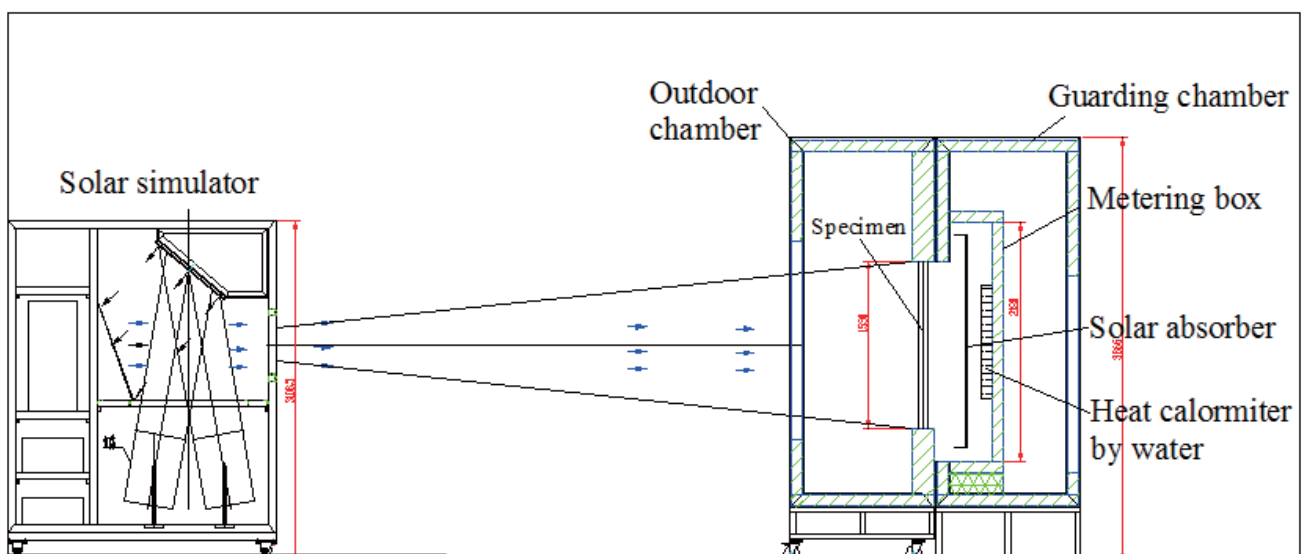 Outdoor
chamber
Guarding chamber
Solar simulator
Metering box
Specimen
Solar absorber
Heat calormiter
by water